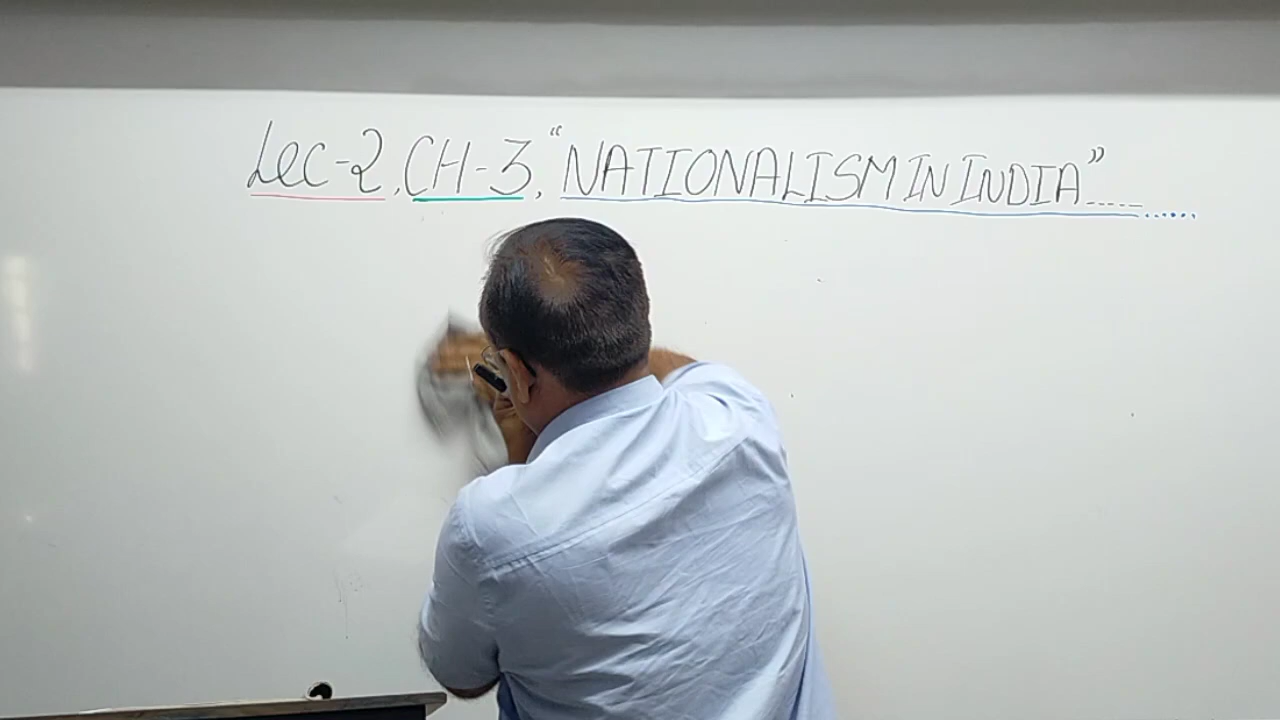 Lec-2, CH-3, “NATIONALISM IN INDIA”.....